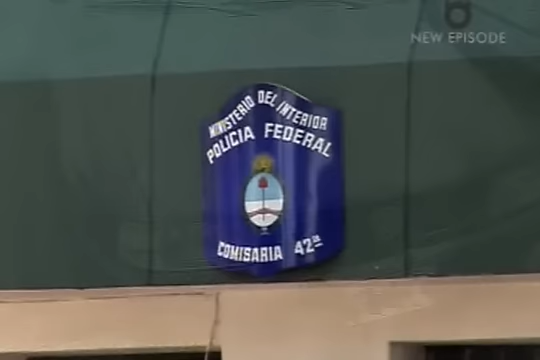 NEW EPISODE
MINISTERIO DEL INTERIOR
POLICIA FEDERAL
COMISARIA 42ª